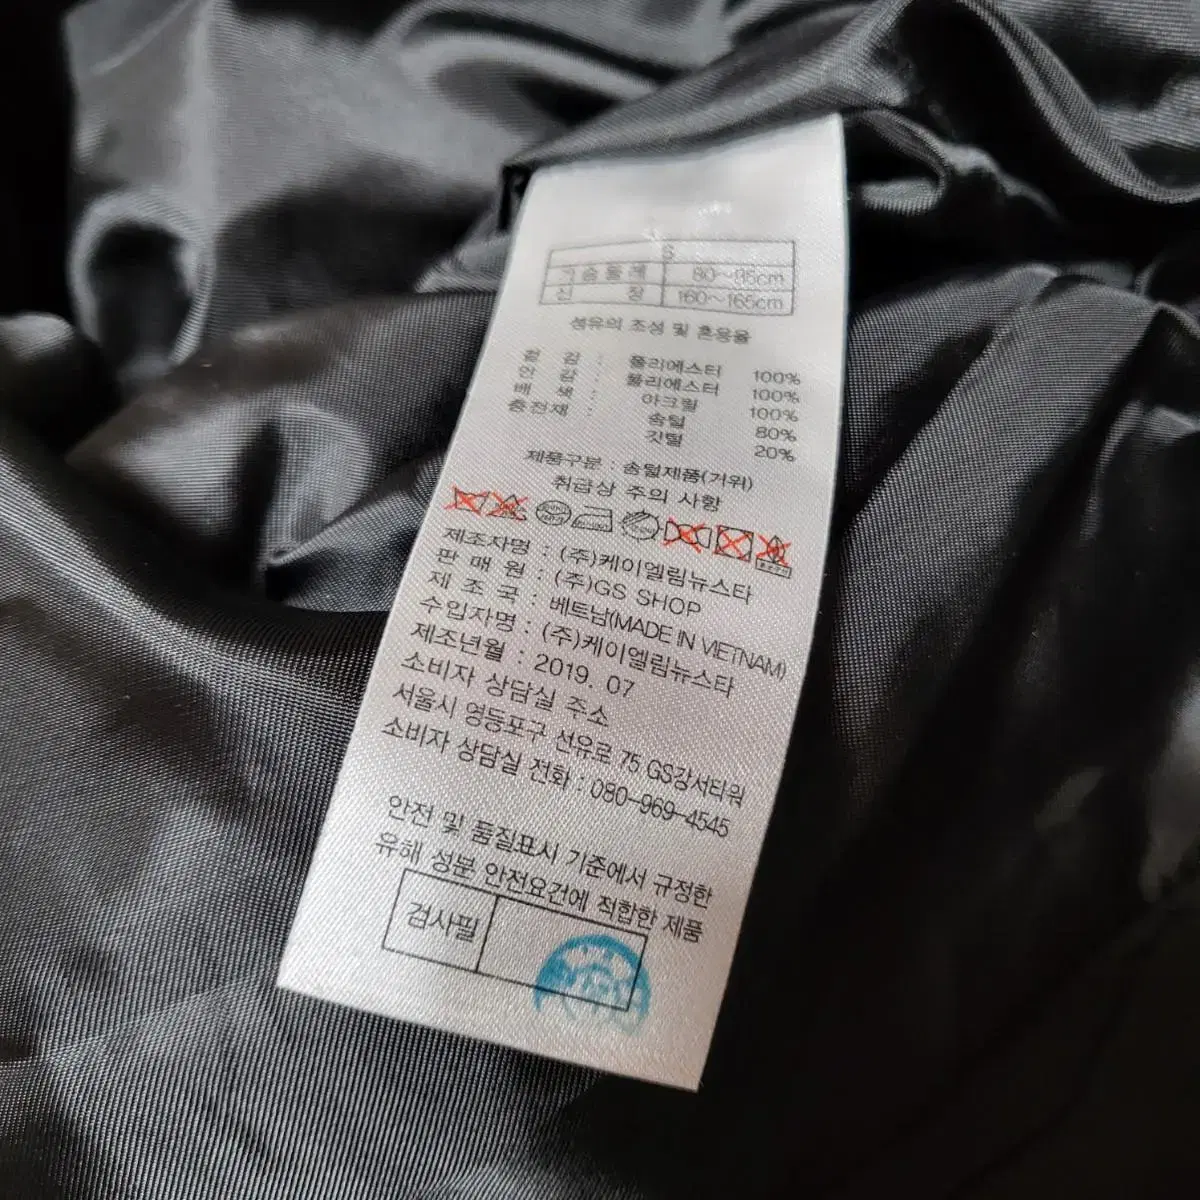 S
가슴둘레 80~85cm
신 장 160~165cm
섬유의 조성 및 혼용율
겉 감 : 폴리에스터 100%
안 감 : 폴리에스터 100%
배 색 : 아크릴 100%
충전재 : 솜털 80%
깃털 20%
제품구분 : 솜털제품(거위)
취급상 주의 사항
제조자명 : (주)케이엘림뉴스타
판 매 원 : (주)GS SHOP
제 조 국 : 베트남(MADE IN VIETNAM)
수입자명 : (주)케이엘림뉴스타
제조년월 : 2019. 07
소비자 상담실 주소
서울시 영등포구 선유로 75 GS강서타워
소비자 상담실 전화 : 080-969-4545
안전 및 품질표시 기준에서 규정한
유해 성분 안전요건에 적합한 제품
검사필